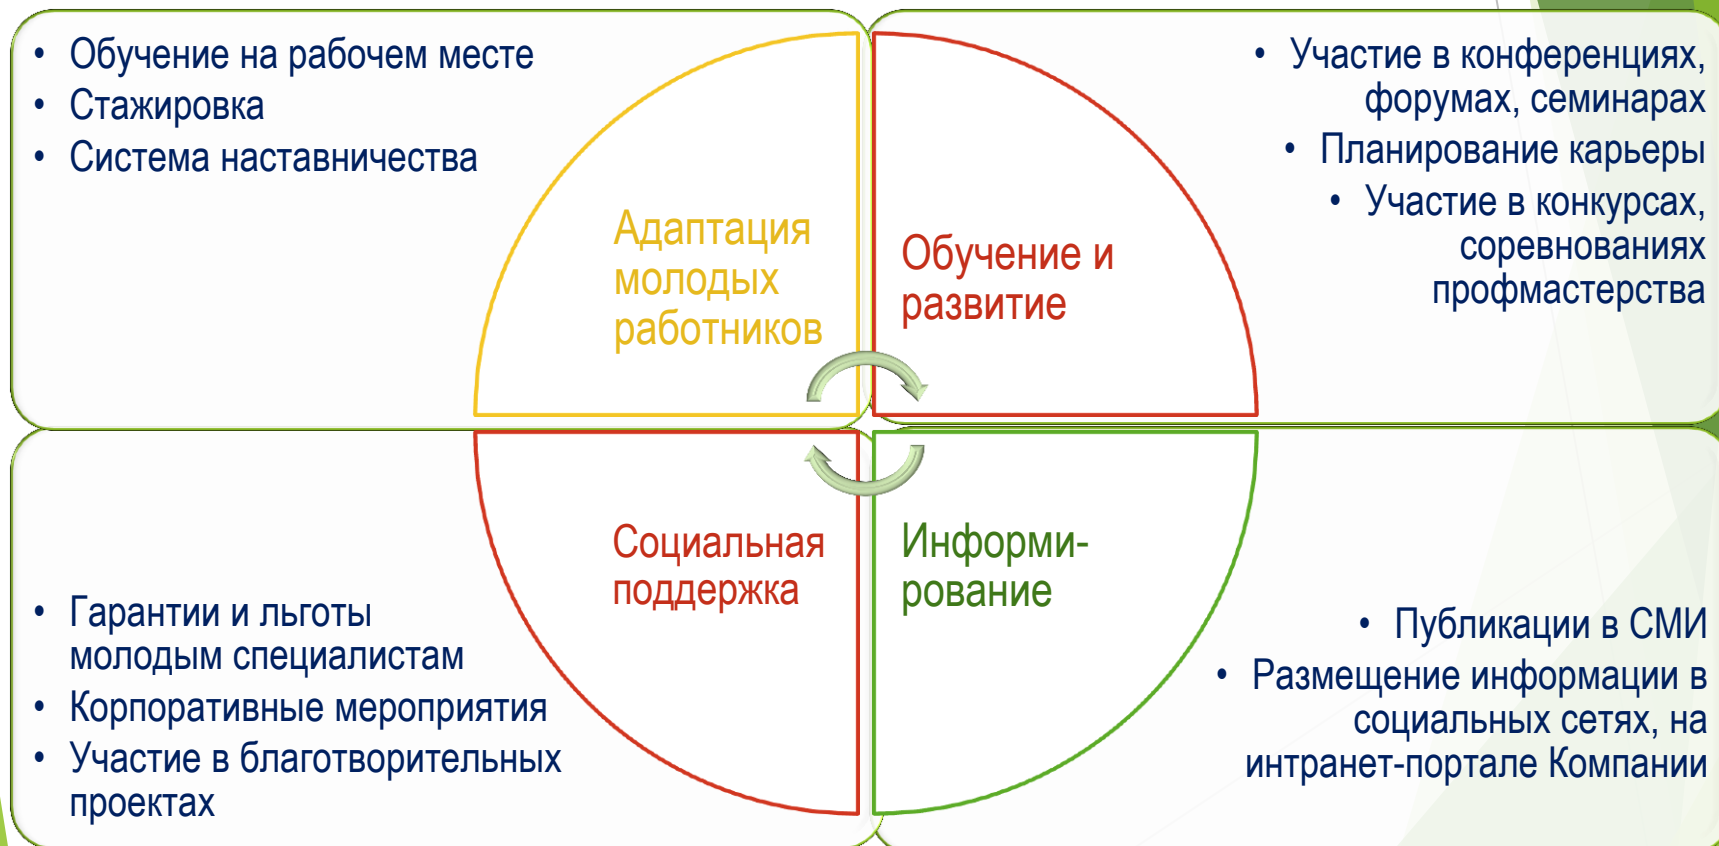 • Обучение на рабочем месте
• Стажировка
• Система наставничества
Адаптация
молодых
работников
Обучение и
развитие
• Участие в конференциях,
форумах, семинарах
• Планирование карьеры
• Участие в конкурсах,
соревнованиях
профмастерства
• Гарантии и льготы
молодым специалистам
• Корпоративные мероприятия
• Участие в благотворительных
проектах
Социальная
поддержка
Информи-
рование
• Публикации в СМИ
• Размещение информации в
социальных сетях, на
интранет-портале Компании